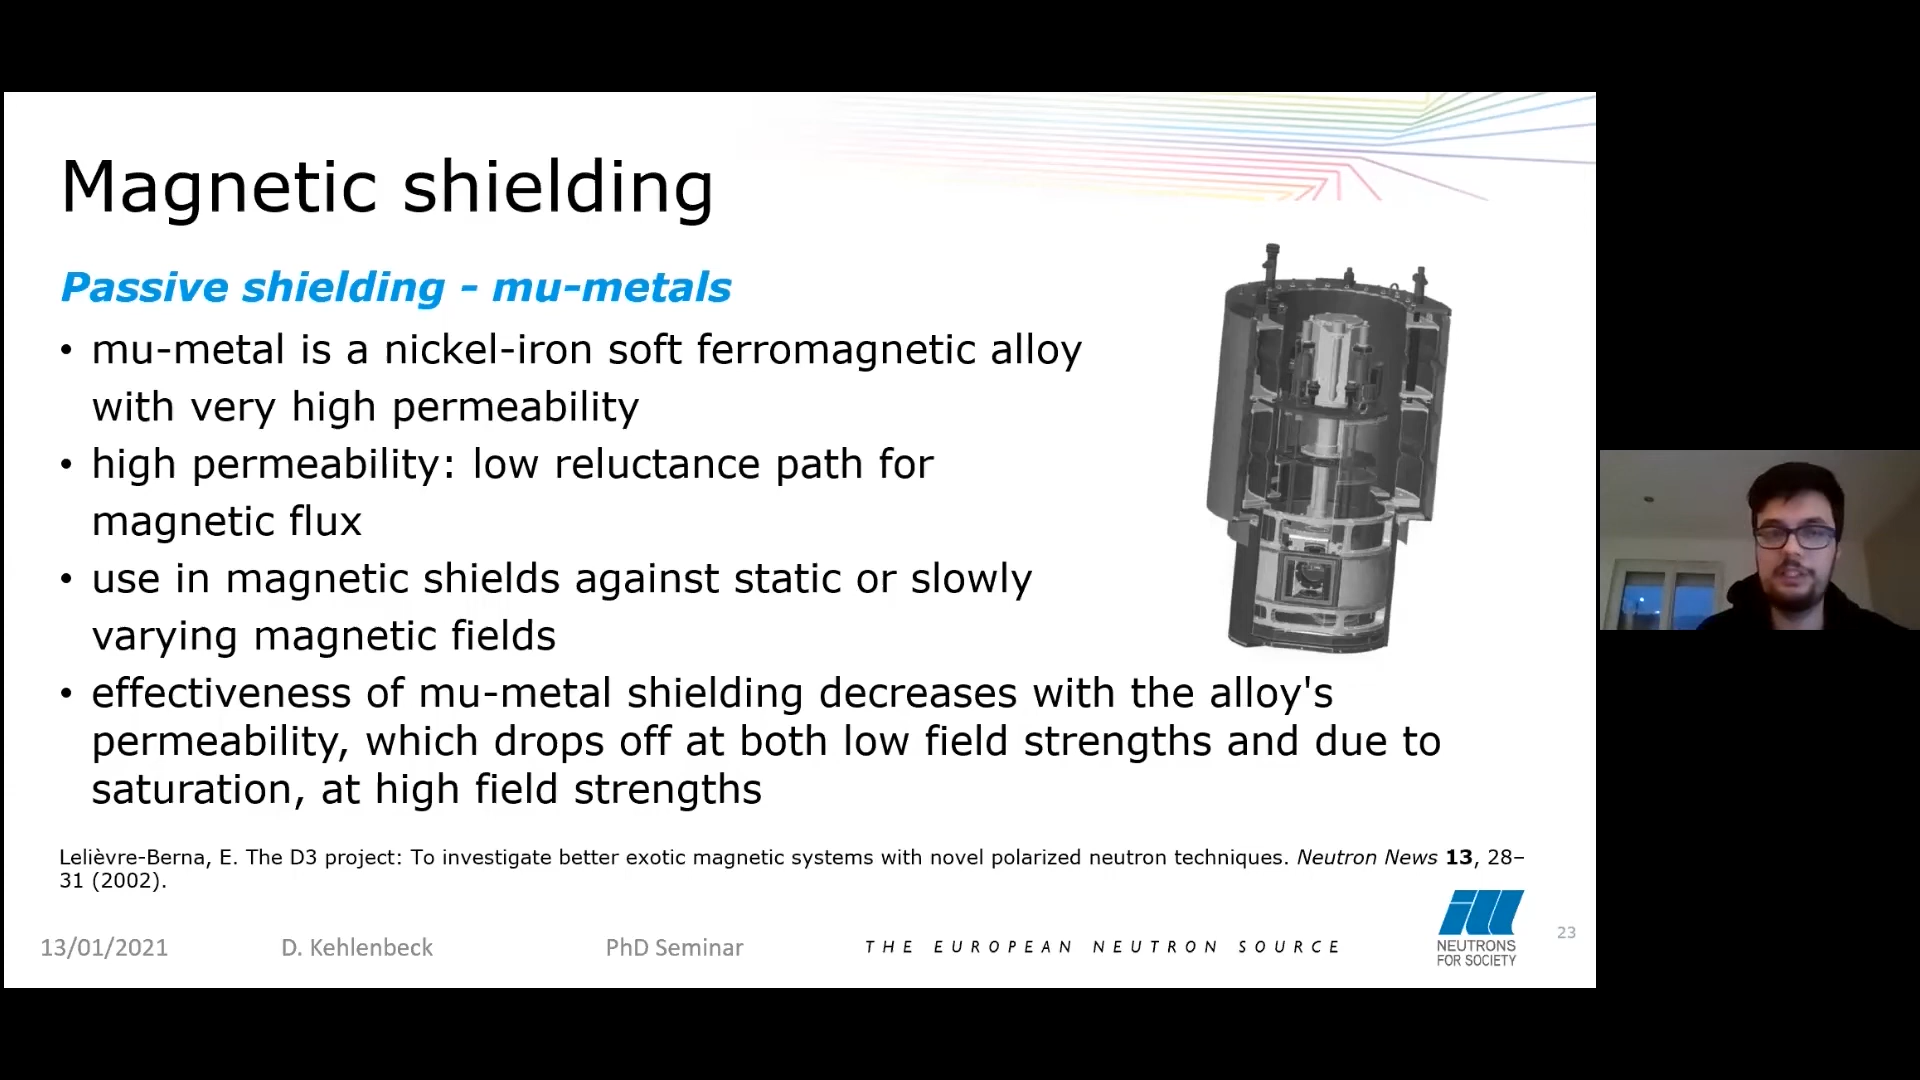 Magnetic shielding
Passive shielding - mu-metals
• mu-metal is a nickel-iron soft ferromagnetic alloy
with very high permeability
• high permeability: low reluctance path for
magnetic flux
• use in magnetic shields against static or slowly
varying magnetic fields
• effectiveness of mu-metal shielding decreases with the alloy's
permeability, which drops off at both low field strengths and due to
saturation, at high field strengths
Lelièvre-Berna, E. The D3 project: To investigate better exotic magnetic systems with novel polarized neutron techniques. Neutron News 13, 28–
31 (2002).
13/01/2021 D. Kehlenbeck PhD Seminar THE EUROPEAN NEUTRON SOURCE
ill
NEUTRONS
FOR SOCIETY
23